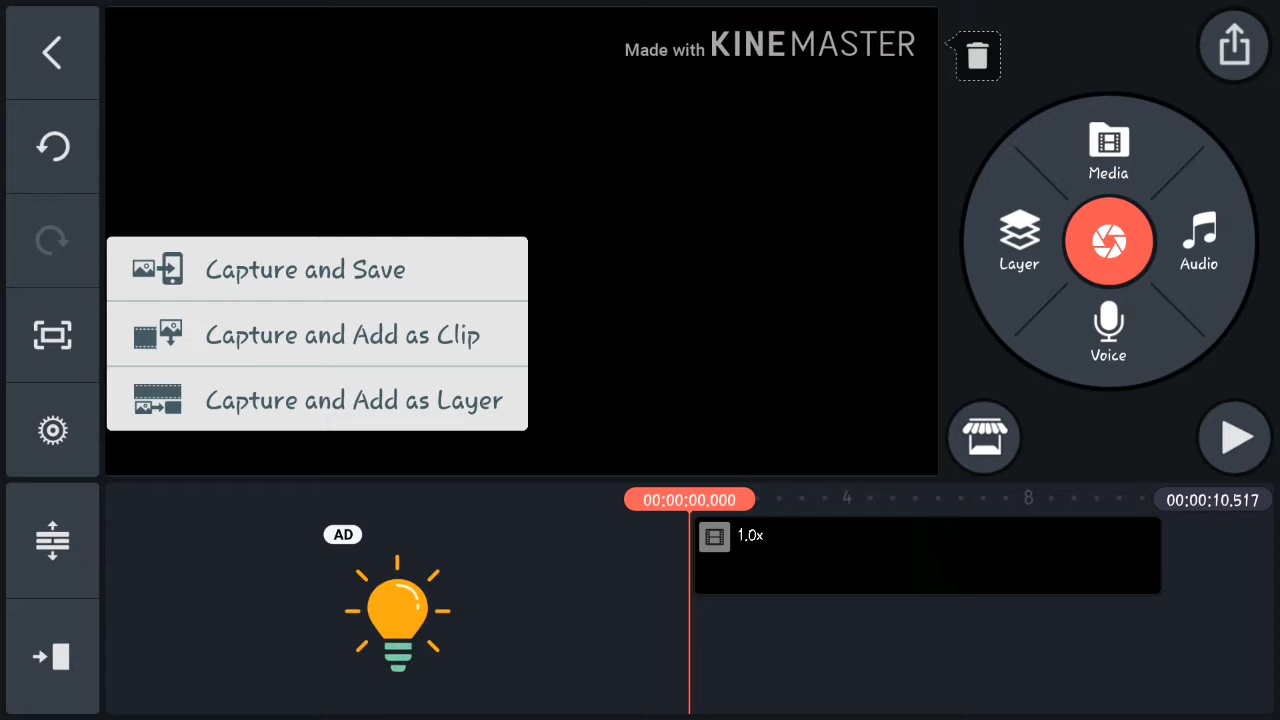 Made with KINEMASTER
Media
Layer
Audio
Voice
Capture and Save
Capture and Add as Clip
Capture and Add as Layer
00:00:00.000
4
8
00:00:10.517
AD
1.0x